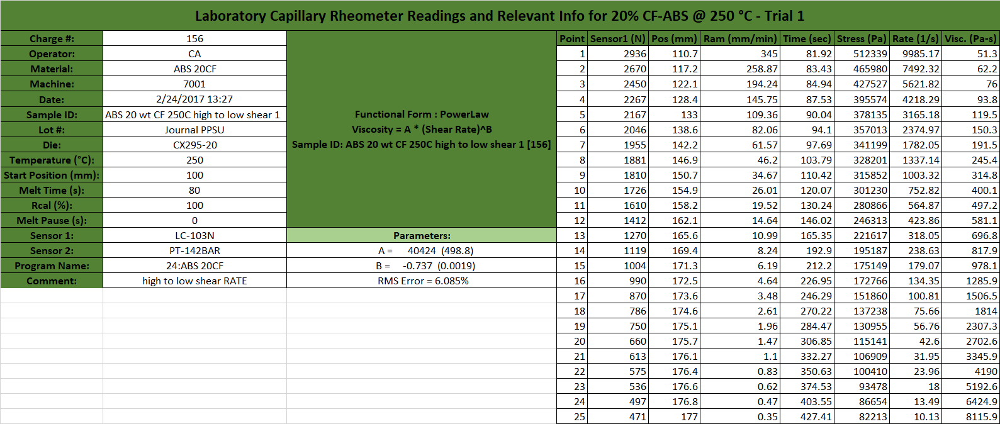 Laboratory Capillary Rheometer Readings and Relevant Info for 20% CF-ABS @ 250 °C - Trial 1
Charge #: 156
Operator: CA
Material: ABS 20CF
Machine: 7001
Date: 2/24/2017 13:27
Sample ID: ABS 20 wt CF 250C high to low shear 1
Lot #: Journal PPSU
Die: CX295-20
Temperature (°C): 250
Start Position (mm): 100
Melt Time (s): 80
Rcal (%): 100
Melt Pause (s): 0
Sensor 1: LC-103N
Sensor 2: PT-142BAR
Program Name: 24:ABS 20CF
Comment: high to low shear RATE
Functional Form : PowerLaw
Viscosity = A * (Shear Rate)^B
Sample ID: ABS 20 wt CF 250C high to low shear 1 [156]
Parameters:
A = 40424 (498.8)
B = -0.737 (0.0019)
RMS Error = 6.085%
Point Sensor1 (N) Pos (mm) Ram (mm/min) Time (sec) Stress (Pa) Rate (1/s) Visc. (Pa-s)
1 2936 110.7 345 81.92 512339 9985.17 51.3
2 2670 117.2 258.87 83.43 465980 7492.32 62.2
3 2450 122.1 194.24 84.94 427527 5621.82 76
4 2267 128.4 145.75 87.53 395574 4218.29 93.8
5 2167 133 109.36 90.04 378135 3165.18 119.5
6 2046 138.6 82.06 94.1 357013 2374.97 150.3
7 1955 142.2 61.57 97.69 341199 1782.05 191.5
8 1881 146.9 46.2 103.79 328201 1337.14 245.4
9 1810 150.7 34.67 110.42 315852 1003.32 314.8
10 1726 154.9 26.01 120.07 301230 752.82 400.1
11 1610 158.2 19.52 130.24 280866 564.87 497.2
12 1412 162.1 14.64 146.02 246313 423.86 581.1
13 1270 165.6 10.99 165.35 221617 318.05 696.8
14 1119 169.4 8.24 192.9 195187 238.63 817.9
15 1004 171.3 6.19 212.2 175149 179.07 978.1
16 990 172.5 4.64 226.95 172766 134.35 1285.9
17 870 173.6 3.48 246.29 151860 100.81 1506.5
18 786 174.6 2.61 270.22 137238 75.66 1814
19 750 175.1 1.96 284.47 130955 56.76 2307.3
20 660 175.7 1.47 306.85 115141 42.6 2702.6
21 613 176.1 1.1 332.27 106909 31.95 3345.9
22 575 176.4 0.83 350.63 100410 23.96 4190
23 536 176.6 0.62 374.53 93478 18 5192.6
24 497 176.8 0.47 403.55 86654 13.49 6424.9
25 471 177 0.35 427.41 82213 10.13 8115.9